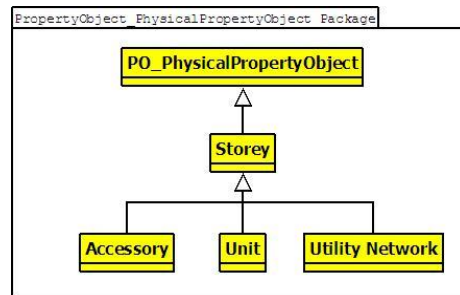 PropertyObject_PhysicalPropertyObject Package
PO_PhysicalPropertyObject
Storey
Accessory Unit Utility Network